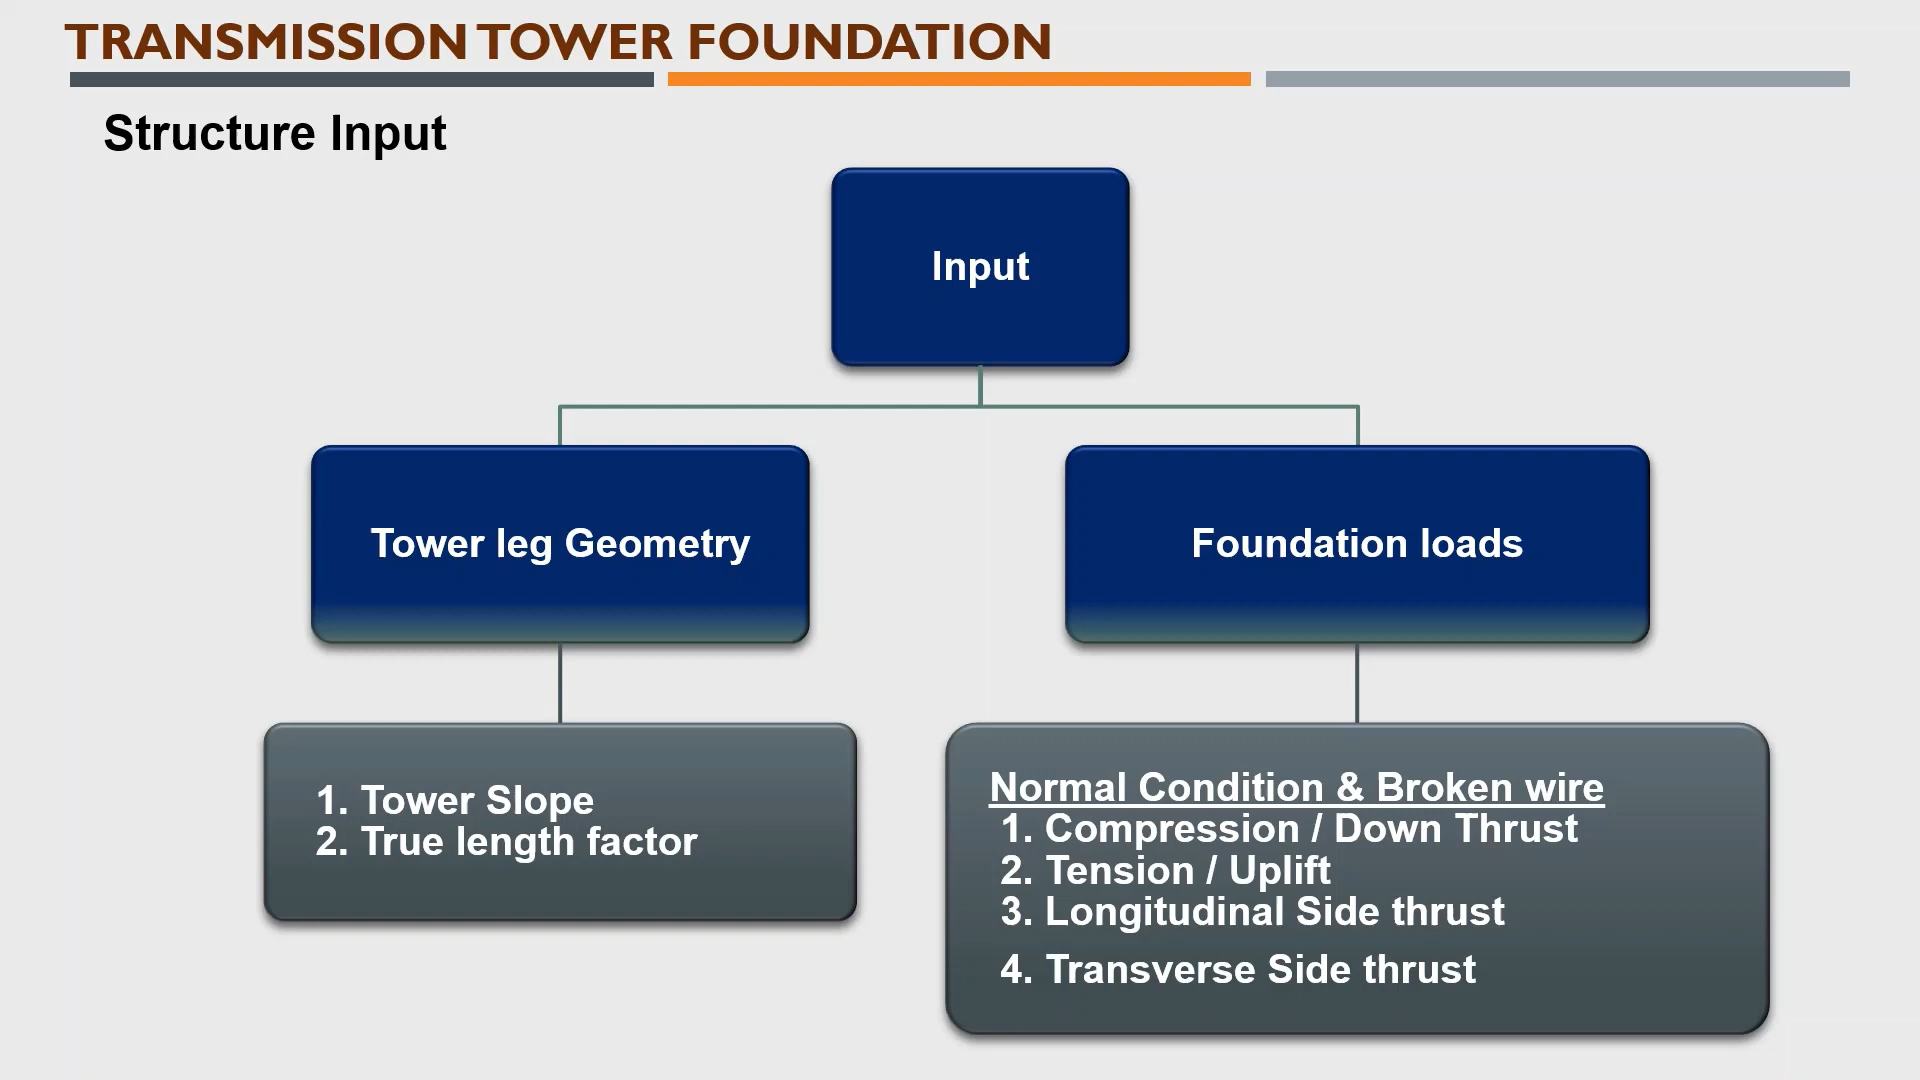 TRANSMISSION TOWER FOUNDATION
Structure Input
Input
Tower leg Geometry
Foundation loads
1. Tower Slope
2. True length factor
Normal Condition & Broken wire
1. Compression / Down Thrust
2. Tension / Uplift
3. Longitudinal Side thrust
4. Transverse Side thrust